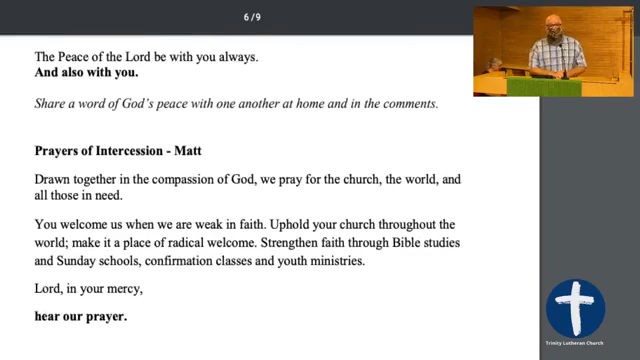 6/9
The Peace of the Lord be with you always.
And also with you.
Share a word of God's peace with one another at home and in the comments.
Prayers of Intercession - Matt
Drawn together in the compassion of God, we pray for the church, the world, and
all those in need.
You welcome us when we are weak in faith. Uphold your church throughout the
world; make it a place of radical welcome. Strengthen faith through Bible studies
and Sunday schools, confirmation classes and youth ministries.
Lord, in your mercy,
hear our prayer.
Trinity Lutheran Church